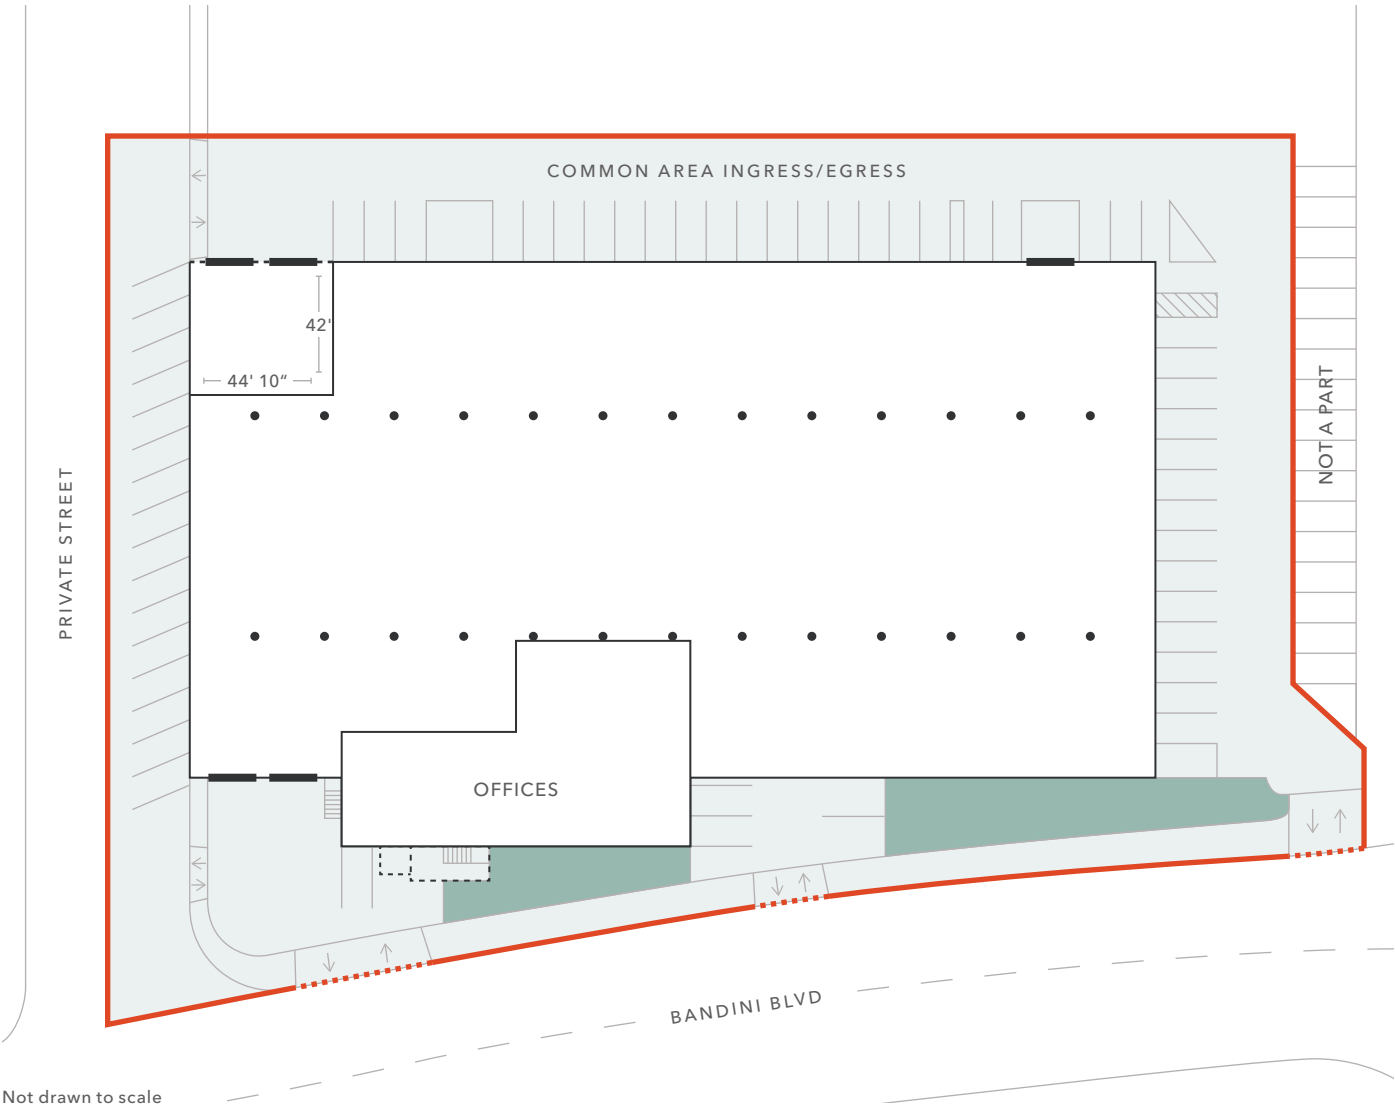 COMMON AREA INGRESS/EGRESS
42'
44' 10“
NOT A PART
PRIVATE STREET
OFFICES
BANDINI BLVD
Not drawn to scale